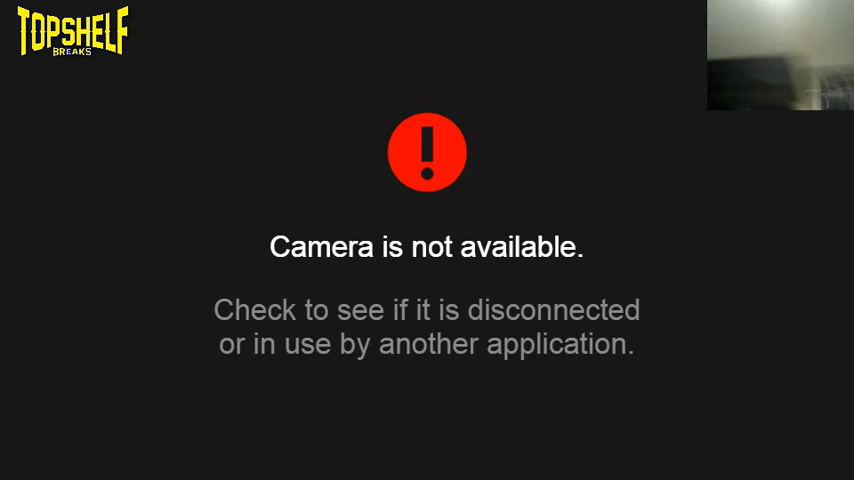 TOPSHELF
BREAKS
Camera is not available.
Check to see if it is disconnected
or in use by another application.